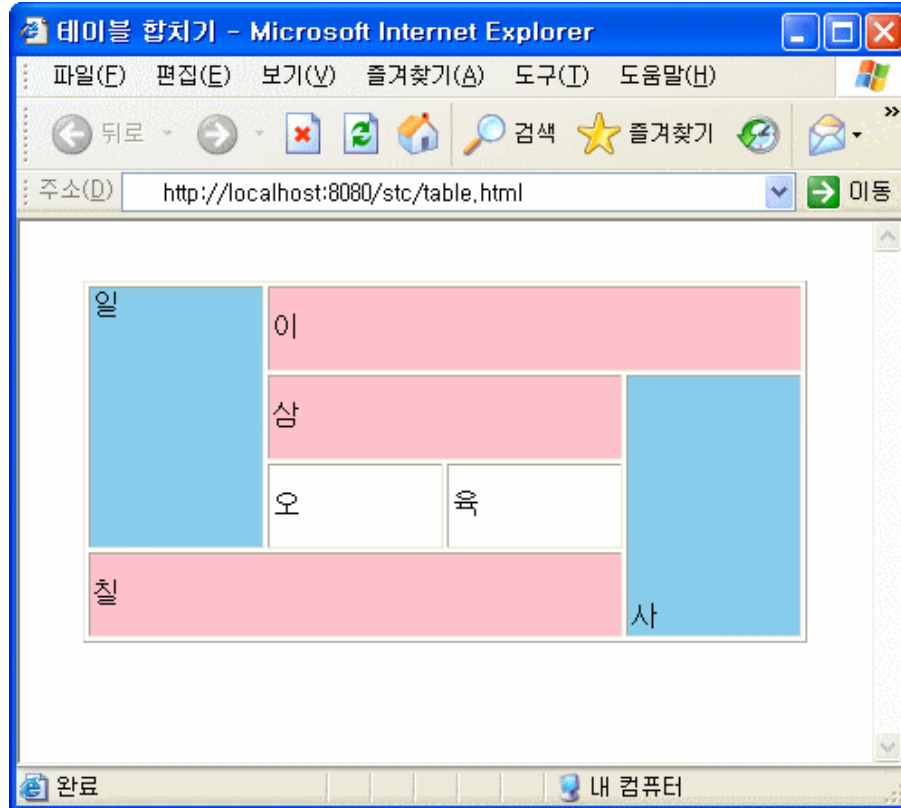 테이블 합치기 - Microsoft Internet Explorer
파일(F) 편집(E) 보기(V) 즐겨찾기(A) 도구(T) 도움말(H)
뒤로 검색 즐겨찾기 »
주소(D) http://localhost:8080/stc/table.html 이동
일
이
삼
오 육
칠
사
완료 내 컴퓨터